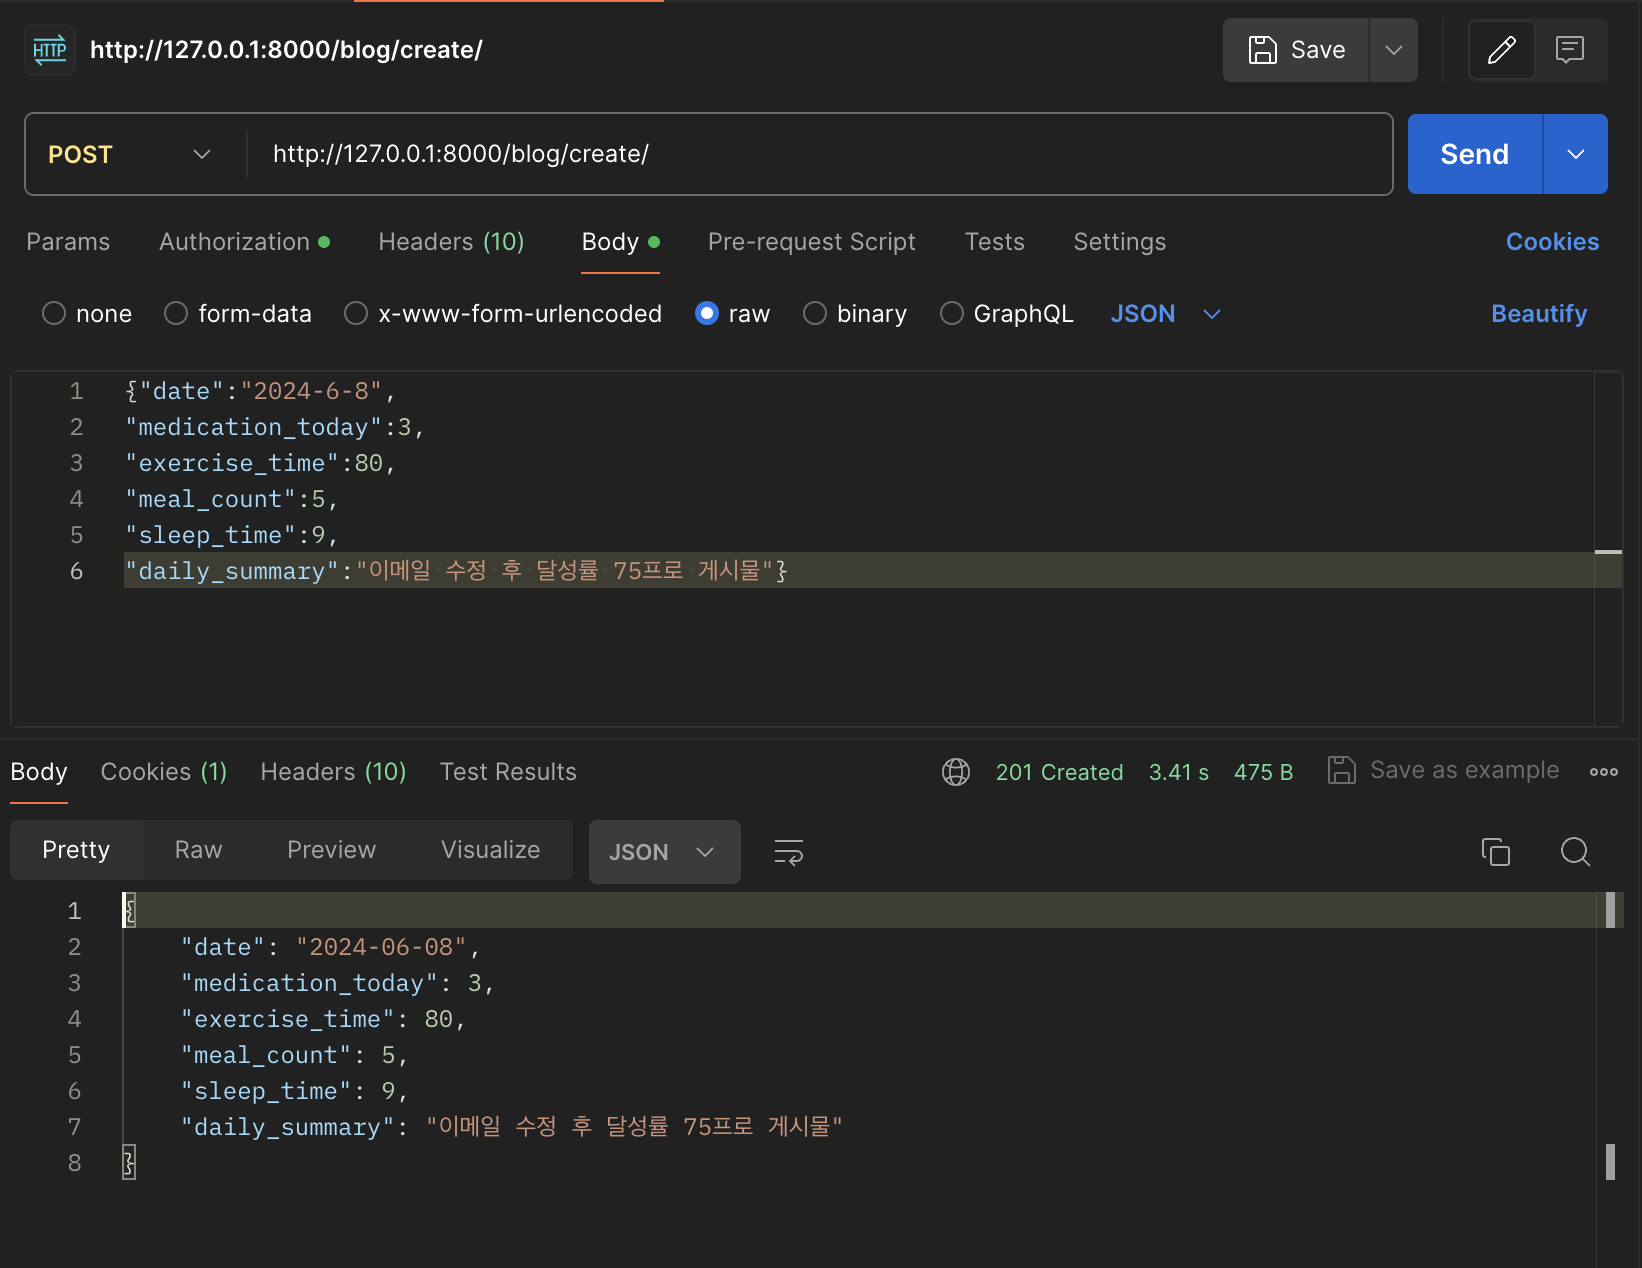 HTTP http://127.0.0.1:8000/blog/create/ Save
POST http://127.0.0.1:8000/blog/create/ Send
Params Authorization Headers (10) Body Pre-request Script Tests Settings Cookies
none form-data x-www-form-urlencoded raw binary GraphQL JSON Beautify
1 {"date":"2024-6-8",
2 "medication_today":3,
3 "exercise_time":80,
4 "meal_count":5,
5 "sleep_time":9,
6 "daily_summary":"이메일 수정 후 달성률 75프로 게시물"}
Body Cookies (1) Headers (10) Test Results 201 Created 3.41 s 475 B Save as example
Pretty Raw Preview Visualize JSON
1 {
2 "date": "2024-06-08",
3 "medication_today": 3,
4 "exercise_time": 80,
5 "meal_count": 5,
6 "sleep_time": 9,
7 "daily_summary": "이메일 수정 후 달성률 75프로 게시물"
8 }